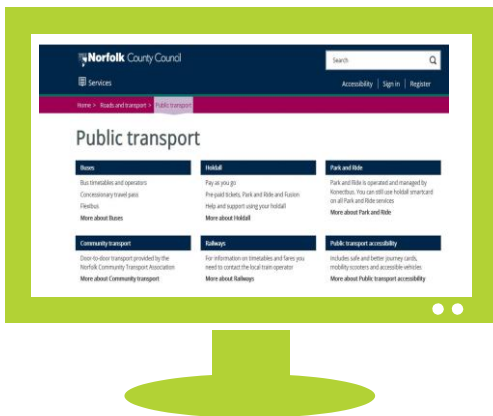 Norfolk County Council
Search
Services
Accessibility | Sign in | Register
Home > Roads and transport > Public transport
Public transport
Buses
Bus timetables and operators
Concessionary travel pass
Flexibus
More about Buses
Holdall
Pay as you go
Pre paid tickets, Park and Ride and Fusion
Help and support using your holdall
More about Holdall
Park and Ride
Park and Ride is operated and managed by
Konectbus. You can still use holdall smartcard
on all Park and Ride services
More about Park and Ride
Community transport
Door-to-door transport provided by the
Norfolk Community Transport Association
More about Community transport
Railways
For information on timetables and fares you
need to contact the local train operator
More about Railways
Public transport accessibility
Includes safe and better journey cards,
mobility scooters and accessible vehicles
More about Public transport accessibility